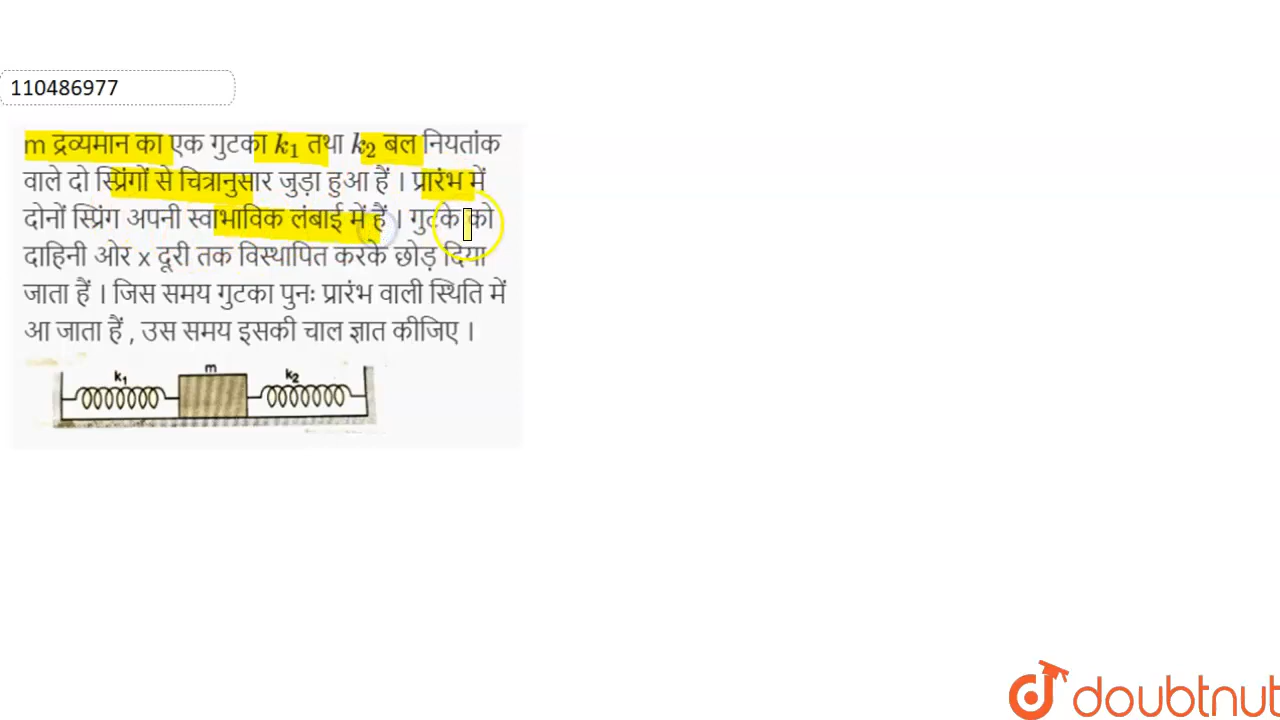 110486977
m द्रव्यमान का एक गुटका k₁ तथा k₂ बल नियतांक
वाले दो स्प्रिंगों से चित्रानुसार जुड़ा हुआ हैं । प्रारंभ में
दोनों स्प्रिंग अपनी स्वाभाविक लंबाई में हैं । गुटके को
दाहिनी ओर x दूरी तक विस्थापित करके छोड़ दिया
जाता हैं । जिस समय गुटका पुनः प्रारंभ वाली स्थिति में
आ जाता हैं , उस समय इसकी चाल ज्ञात कीजिए ।
k₁ m k₂
doubtnut